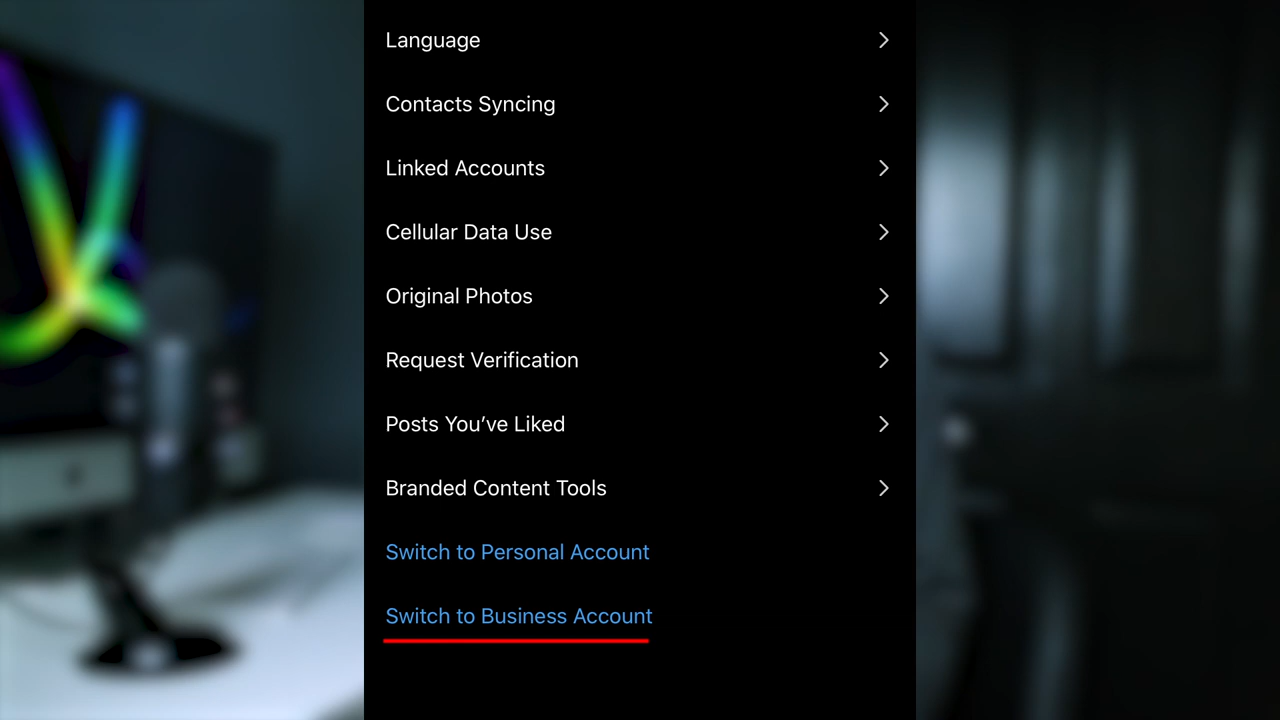 Language
Contacts Syncing
Linked Accounts
Cellular Data Use
Original Photos
Request Verification
Posts You’ve Liked
Branded Content Tools
Switch to Personal Account
Switch to Business Account